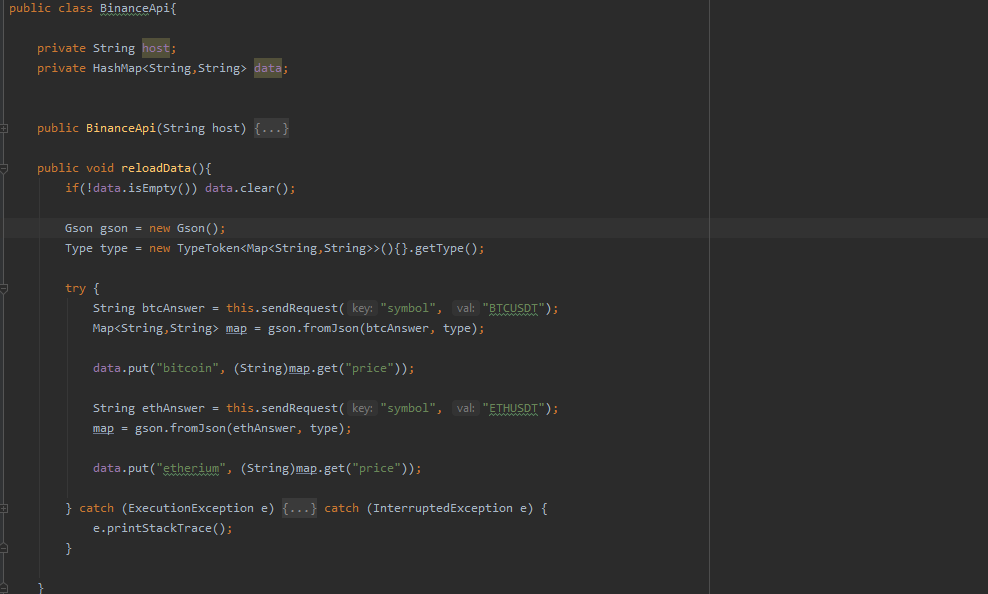 public class BinanceApi{
private String host;
private HashMap<String,String> data;
public BinanceApi(String host) {...}
public void reloadData(){
if(!data.isEmpty()) data.clear();
Gson gson = new Gson();
Type type = new TypeToken<Map<String,String>>(){}.getType();
try {
String btcAnswer = this.sendRequest( key: "symbol", val: "BTCUSDT");
Map<String,String> map = gson.fromJson(btcAnswer, type);
data.put("bitcoin", (String)map.get("price"));
String ethAnswer = this.sendRequest( key: "symbol", val: "ETHUSDT");
map = gson.fromJson(ethAnswer, type);
data.put("etherium", (String)map.get("price"));
} catch (ExecutionException e) {...} catch (InterruptedException e) {
e.printStackTrace();
}
}